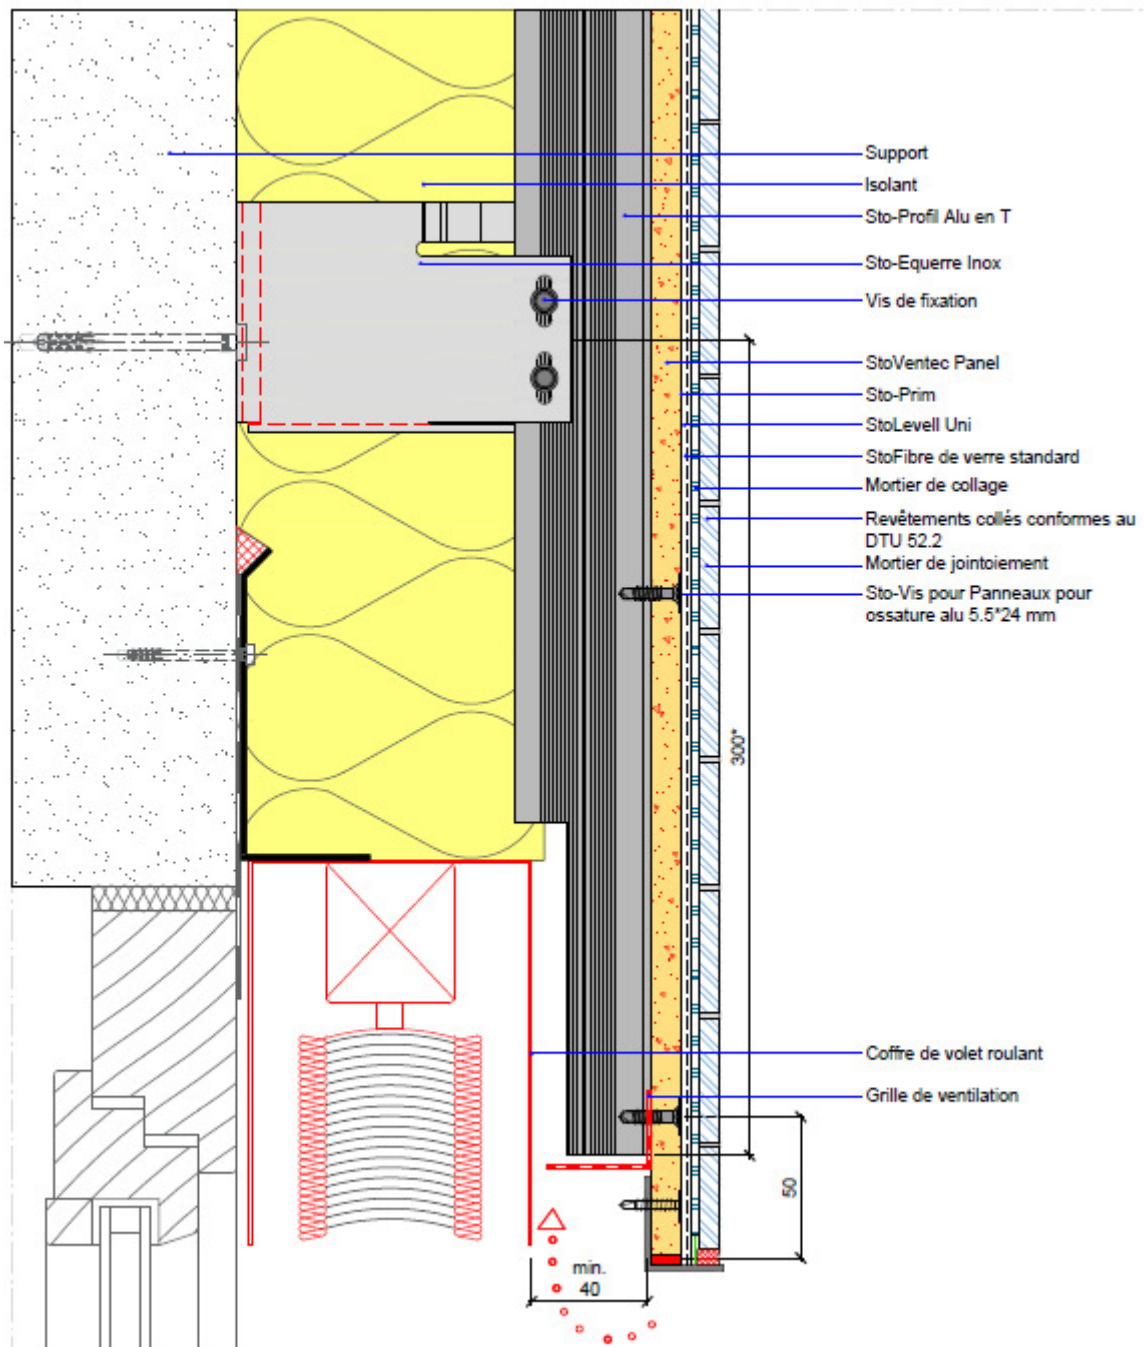 Support
Isolant
Sto-Profil Alu en T
Sto-Equerre Inox
Vis de fixation
StoVentec Panel
Sto-Prim
StoLevell Uni
StoFibre de verre standard
Mortier de collage
Revêtements collés conformes au
DTU 52.2
Mortier de jointoiement
Sto-Vis pour Panneaux pour
ossature alu 5.5*24 mm
300*
Coffre de volet roulant
Grille de ventilation
50
min.
40